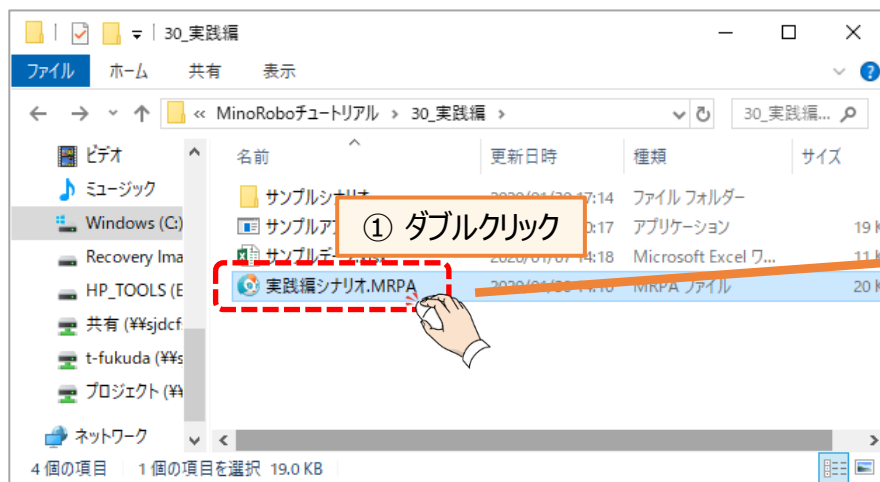 30_実践編
ファイル ホーム 共有 表示
« MinoRoboチュートリアル > 30_実践編 >
30_実践編...
名前 更新日時 種類 サイズ
ビデオ
ミュージック
Windows (C:)
Recovery Ima
HP_TOOLS (E
共有 (¥¥sjdcf
t-fukuda (¥¥s
プロジェクト (¥¥
ネットワーク
サンプルシナリオ 2020/01/30 17:14 ファイル フォルダー
:17 アプリケーション 19 K
14:18 Microsoft Excel ワ... 11 K
実践編シナリオ.MRPA MRPA ファイル 20 K
① ダブルクリック
4 個の項目 1 個の項目を選択 19.0 KB